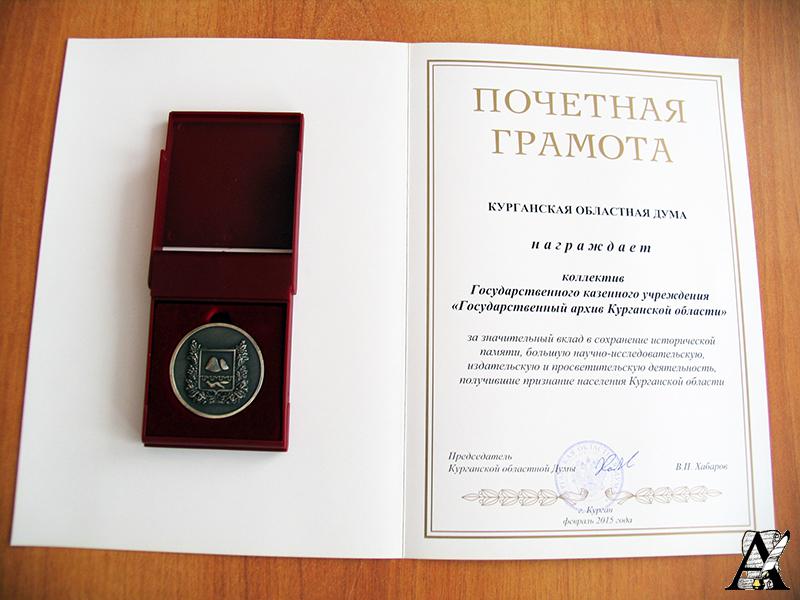 ПОЧЕТНАЯ
ГРАМОТА
КУРГАНСКАЯ ОБЛАСТНАЯ ДУМА
награждает
коллектив
Государственного казенного учреждения
«Государственный архив Курганской области»
за значительный вклад в сохранение исторической
памяти, большую научно-исследовательскую,
издательскую и просветительскую деятельность,
получившие признание населения Курганской области
Председатель
Курганской областной Думы
В.П. Хабаров
г. Курган
февраль 2015 года